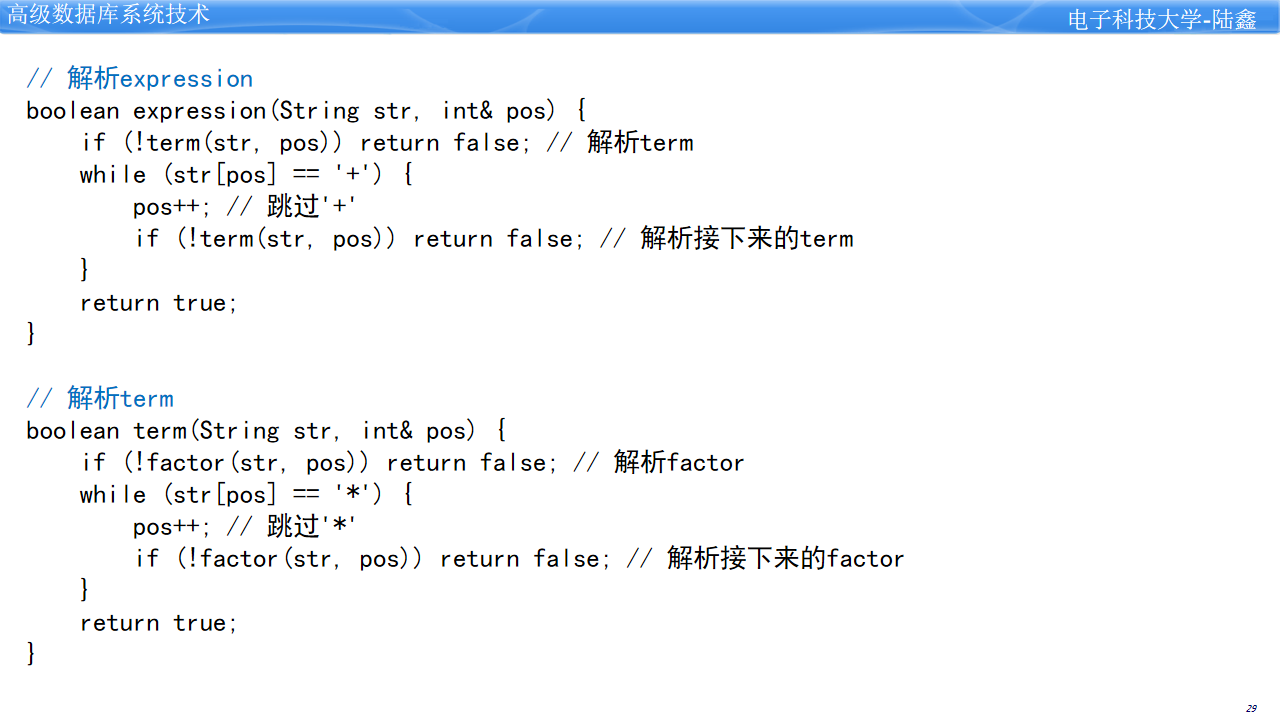 高级数据库系统技术
电子科技大学-陆鑫
// 解析expression
boolean expression(String str, int& pos) {
    if (!term(str, pos)) return false; // 解析term
    while (str[pos] == '+') {
        pos++; // 跳过'+'
        if (!term(str, pos)) return false; // 解析接下来的term
    }
    return true;
}
// 解析term
boolean term(String str, int& pos) {
    if (!factor(str, pos)) return false; // 解析factor
    while (str[pos] == '*') {
        pos++; // 跳过'*'
        if (!factor(str, pos)) return false; // 解析接下来的factor
    }
    return true;
}
29